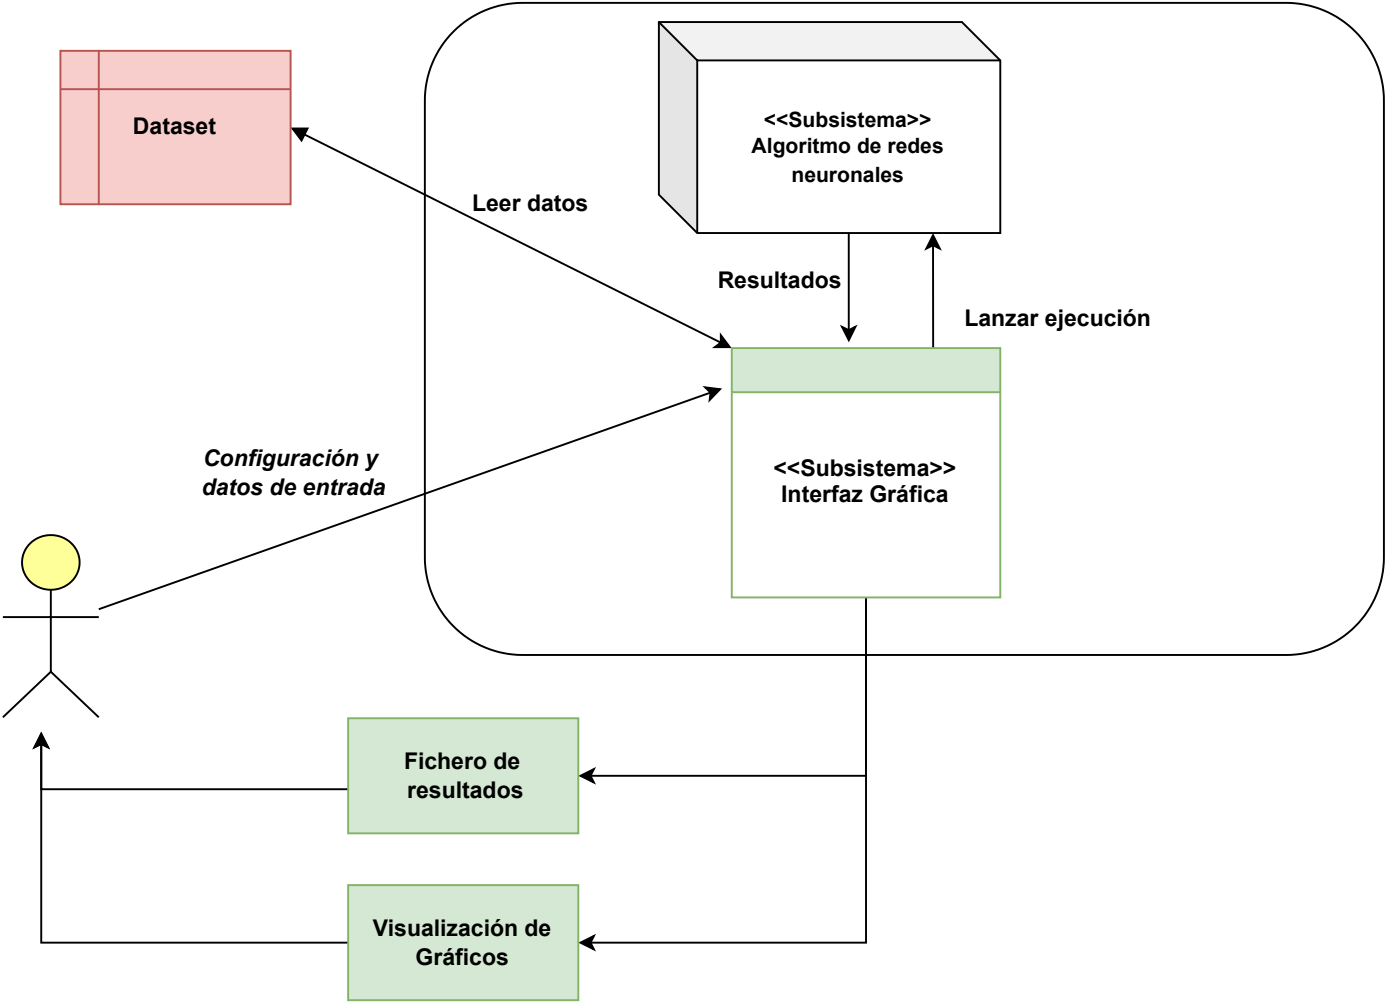 Dataset
<<Subsistema>>
Algoritmo de redes
neuronales
Leer datos
Resultados
Lanzar ejecución
Configuración y
datos de entrada
<<Subsistema>>
Interfaz Gráfica
Fichero de
resultados
Visualización de
Gráficos